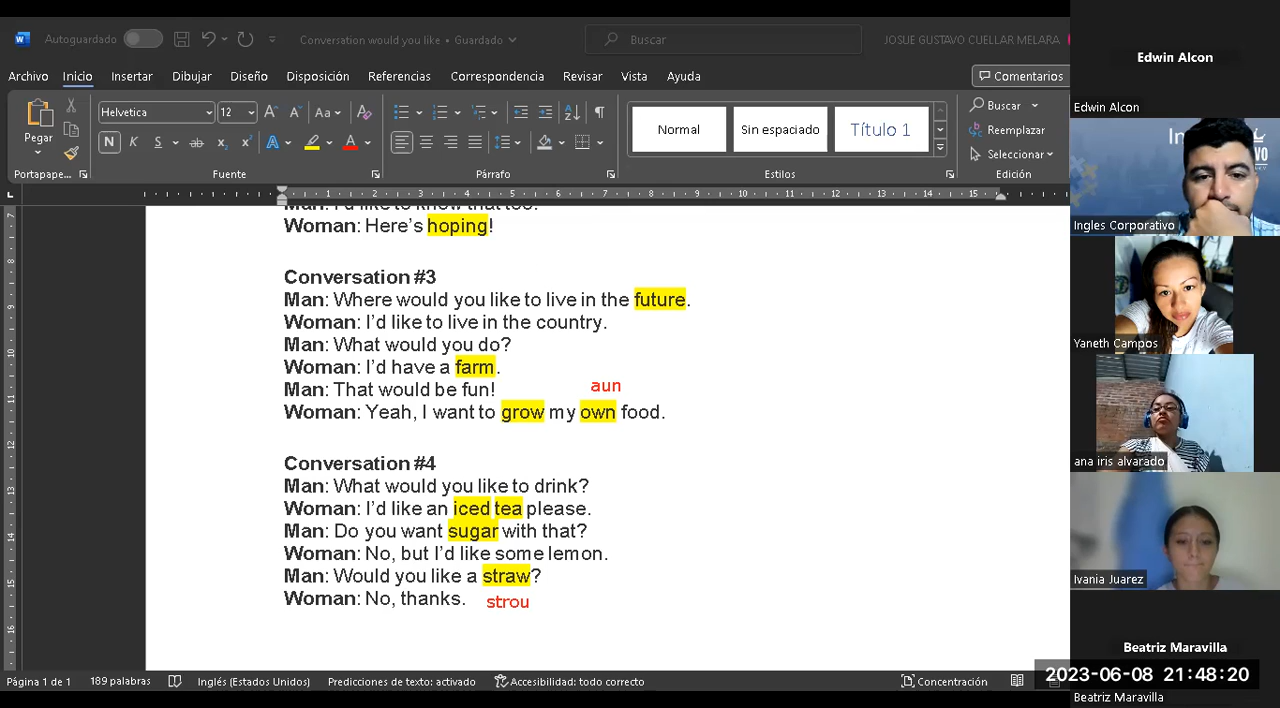 Autoguardado
Conversation would you like • Guardado
Buscar
JOSUE GUSTAVO CUELLAR MELARA
Archivo Inicio Insertar Dibujar Diseño Disposición Referencias Correspondencia Revisar Vista Ayuda
Comentarios
Pegar
Helvetica
12
Normal
Sin espaciado
Título 1
Buscar
Reemplazar
Seleccionar
Portapape...
Fuente
Párrafo
Estilos
Edición
Man: I'd like to know that too.
Woman: Here's hoping!
Conversation #3
Man: Where would you like to live in the future.
Woman: I'd like to live in the country.
Man: What would you do?
Woman: I'd have a farm.
Man: That would be fun!
aun
Woman: Yeah, I want to grow my own food.
Conversation #4
Man: What would you like to drink?
Woman: I'd like an iced tea please.
Man: Do you want sugar with that?
Woman: No, but I'd like some lemon.
Man: Would you like a straw?
Woman: No, thanks.
strou
Página 1 de 1
189 palabras
Inglés (Estados Unidos)
Predicciones de texto: activado
Accesibilidad: todo correcto
Concentración
Edwin Alcon
Edwin Alcon
Ingles Corporativo
Yaneth Campos
ana iris alvarado
Ivania Juarez
Beatriz Maravilla
2023-06-08 21:48:20
Beatriz Maravilla